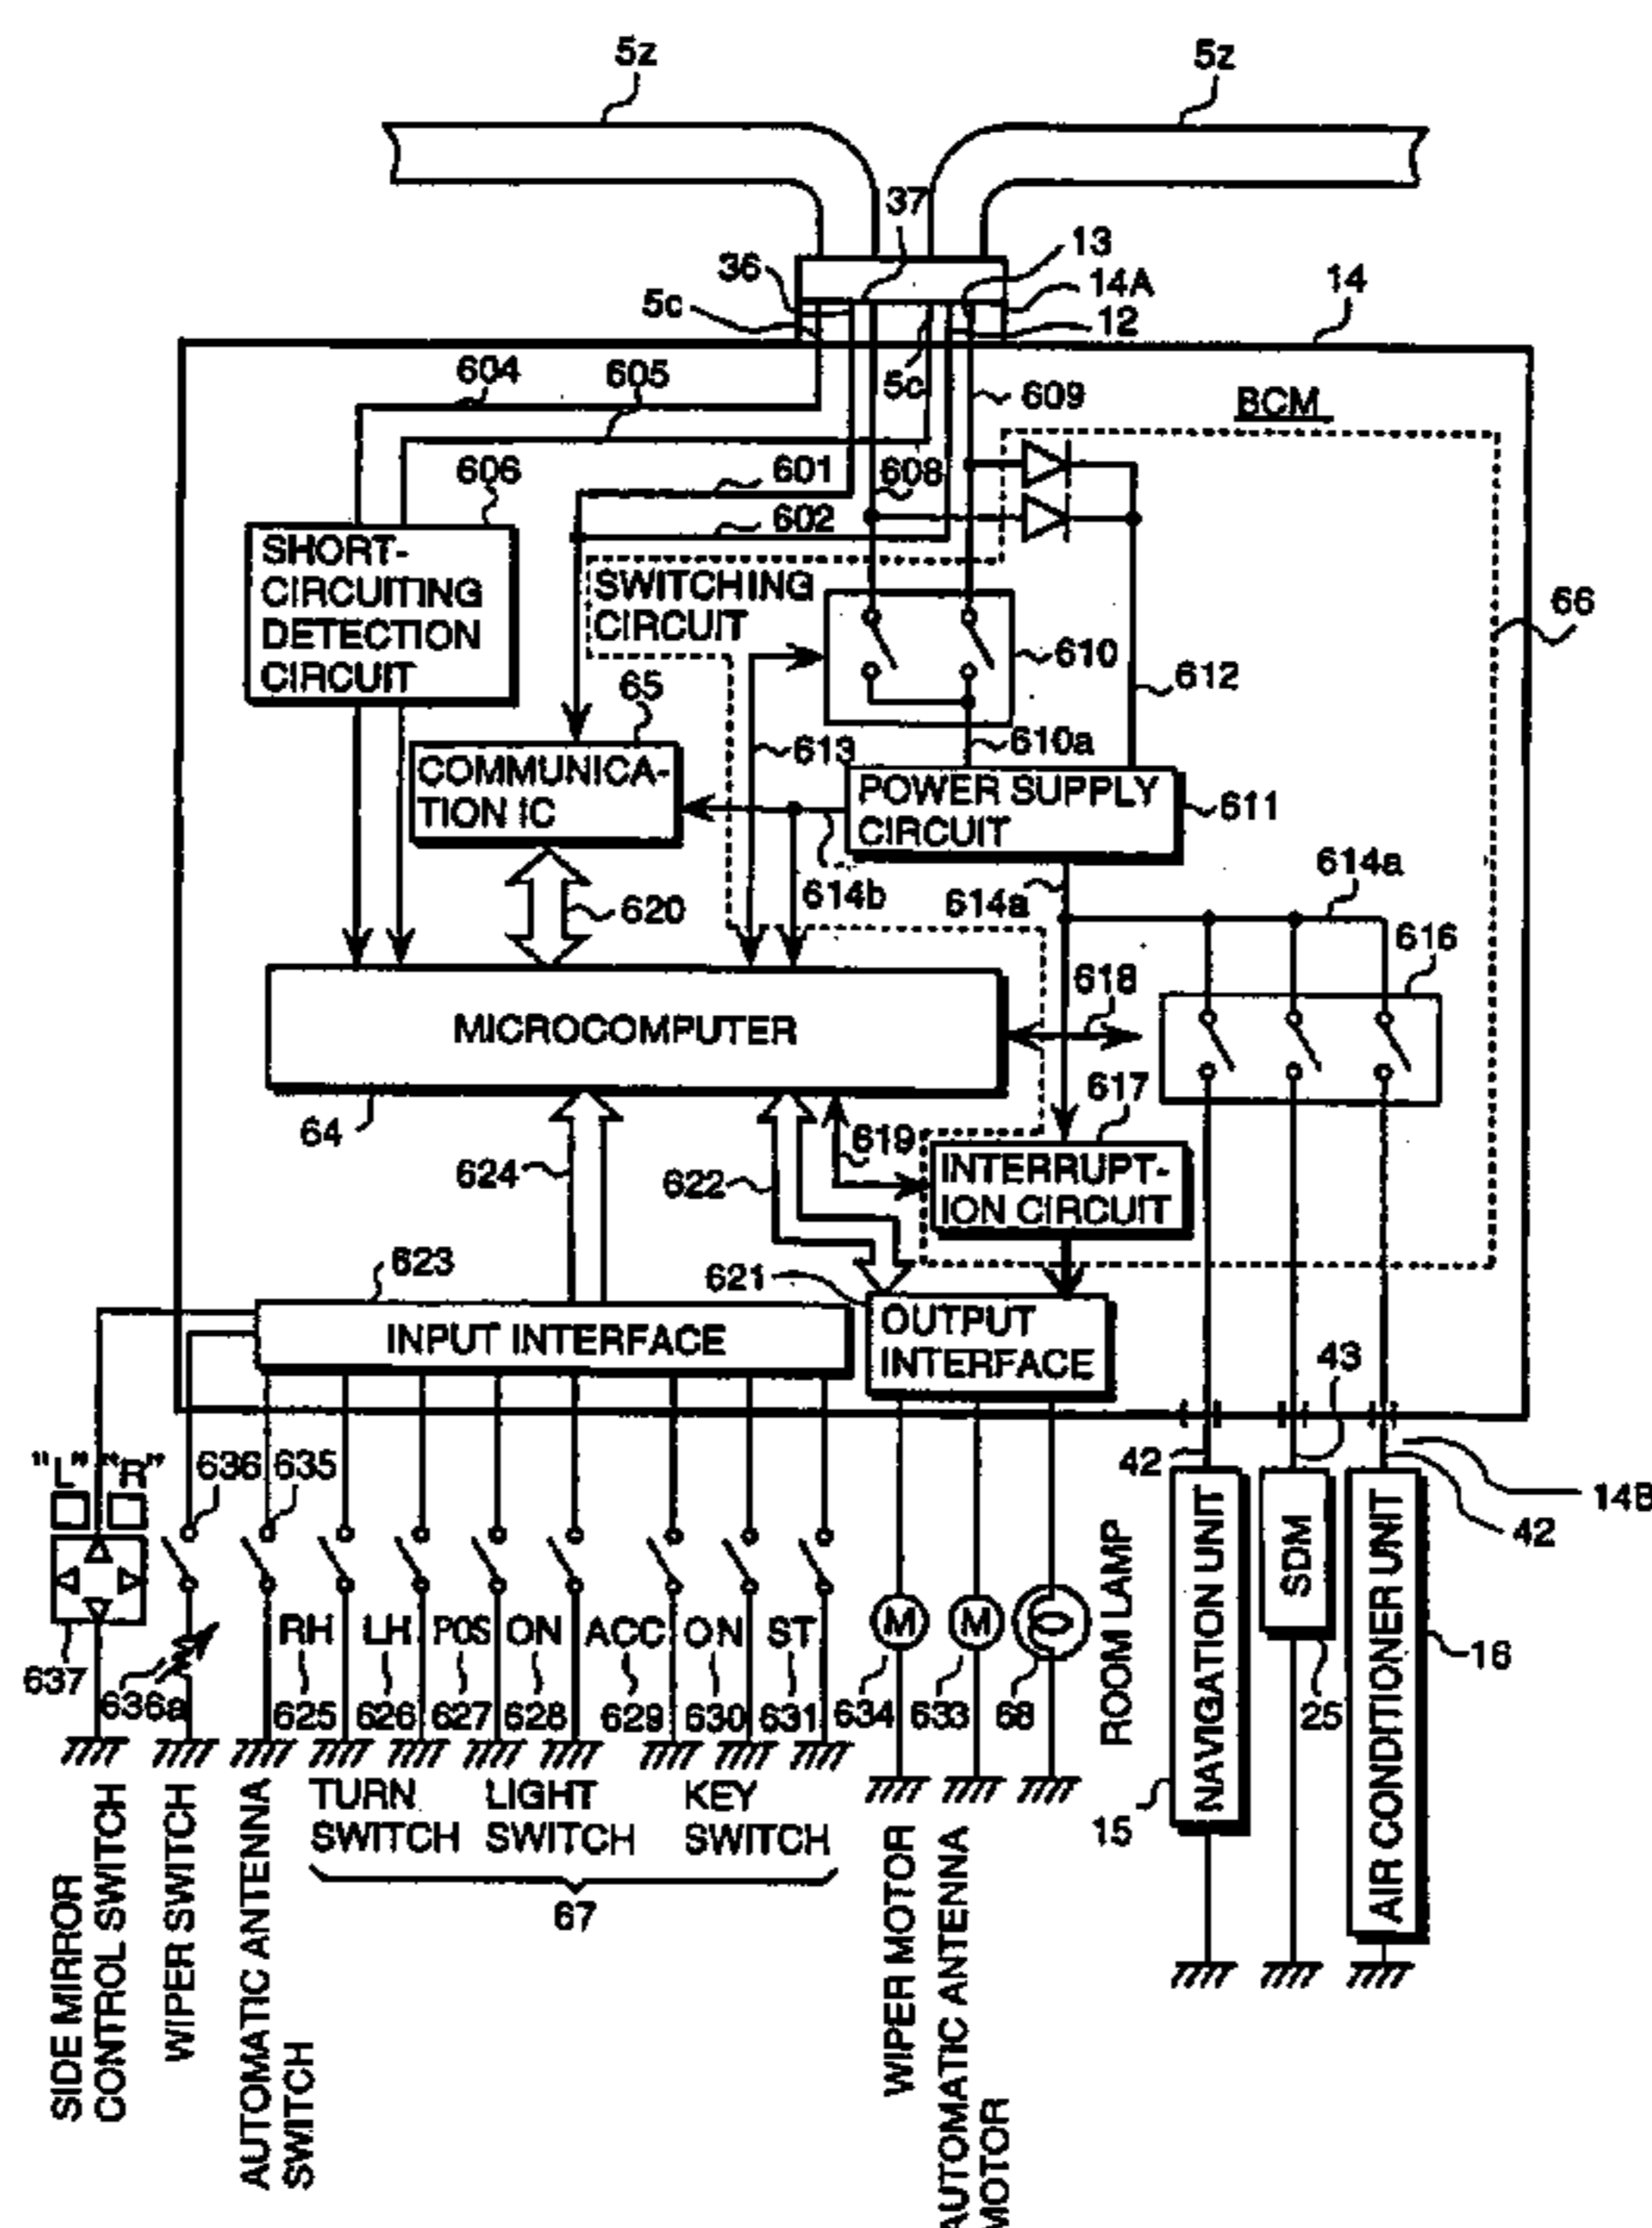 5z
5z
37
13
36
14A
14
5c
12
604
605
5c
609
BCM
606
601
608
602
SHORT-
CIRCUITING
DETECTION
CIRCUIT
SWITCHING
CIRCUIT
66
610
65
612
613
610a
COMMUNICA-
TION IC
POWER SUPPLY
CIRCUIT
611
614b
614a
614a
620
616
618
MICROCOMPUTER
617
64
619
624
622
INTERRUPT-
ION CIRCUIT
623
621
INPUT INTERFACE
OUTPUT
INTERFACE
43
"L" "R"
636
635
42
14B
42
NAVIGATION UNIT
SDM
AIR CONDITIONER UNIT
ROOM LAMP
M
M
RH
LH
POS
ON
ACC
ON
ST
16
637
636a
625
626
627
628
629
630
631
634
633
68
25
15
TURN
SWITCH
LIGHT
SWITCH
KEY
SWITCH
67
SIDE MIRROR
CONTROL SWITCH
WIPER SWITCH
AUTOMATIC ANTENNA
SWITCH
WIPER MOTOR
AUTOMATIC ANTENNA
MOTOR